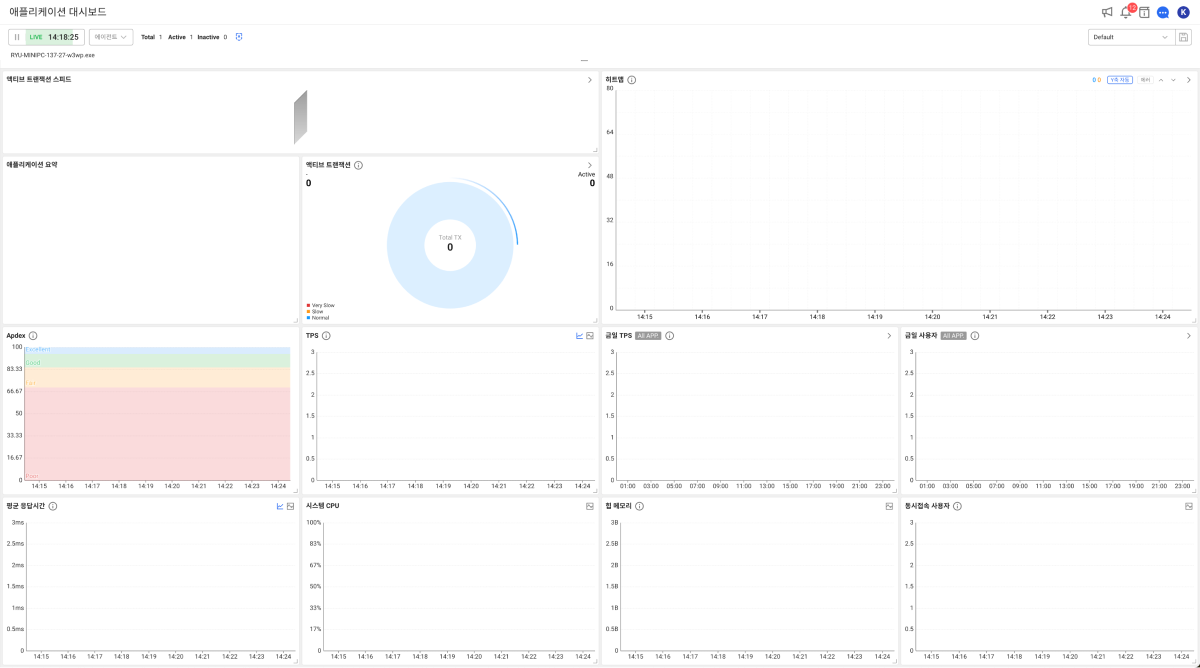 애플리케이션 대시보드
12
K
LIVE 14:18:25
에이전트
Total 1 Active 1 Inactive 0
Default
RYU-MINIPC-137-27-w3wp.exe
액티브 트랜잭션 스피드
히트맵
0 0
Y축 자동
에러
80
64
48
32
16
0
14:15 14:16 14:17 14:18 14:19 14:20 14:21 14:22 14:23 14:24
애플리케이션 요약
액티브 트랜잭션
-
0
Active
0
Total TX
0
Very Slow
Slow
Normal
Apdex
100
83.33
66.67
50
33.33
16.67
0
Excellent
Good
Fair
Poor
14:15 14:16 14:17 14:18 14:19 14:20 14:21 14:22 14:23 14:24
TPS
3
2.5
2
1.5
1
0.5
0
14:15 14:16 14:17 14:18 14:19 14:20 14:21 14:22 14:23 14:24
금일 TPS All APP
3
2.5
2
1.5
1
0.5
0
01:00 03:00 05:00 07:00 09:00 11:00 13:00 15:00 17:00 19:00 21:00 23:00
금일 사용자 All APP
3
2.5
2
1.5
1
0.5
0
01:00 03:00 05:00 07:00 09:00 11:00 13:00 15:00 17:00 19:00 21:00 23:00
평균 응답시간
3ms
2.5ms
2ms
1.5ms
1ms
0.5ms
0
14:15 14:16 14:17 14:18 14:19 14:20 14:21 14:22 14:23 14:24
시스템 CPU
100%
83%
67%
50%
33%
17%
0
14:15 14:16 14:17 14:18 14:19 14:20 14:21 14:22 14:23 14:24
힙 메모리
3B
2.5B
2B
1.5B
1B
0.5B
0
14:15 14:16 14:17 14:18 14:19 14:20 14:21 14:22 14:23 14:24
동시접속 사용자
3
2.5
2
1.5
1
0.5
0
14:15 14:16 14:17 14:18 14:19 14:20 14:21 14:22 14:23 14:24